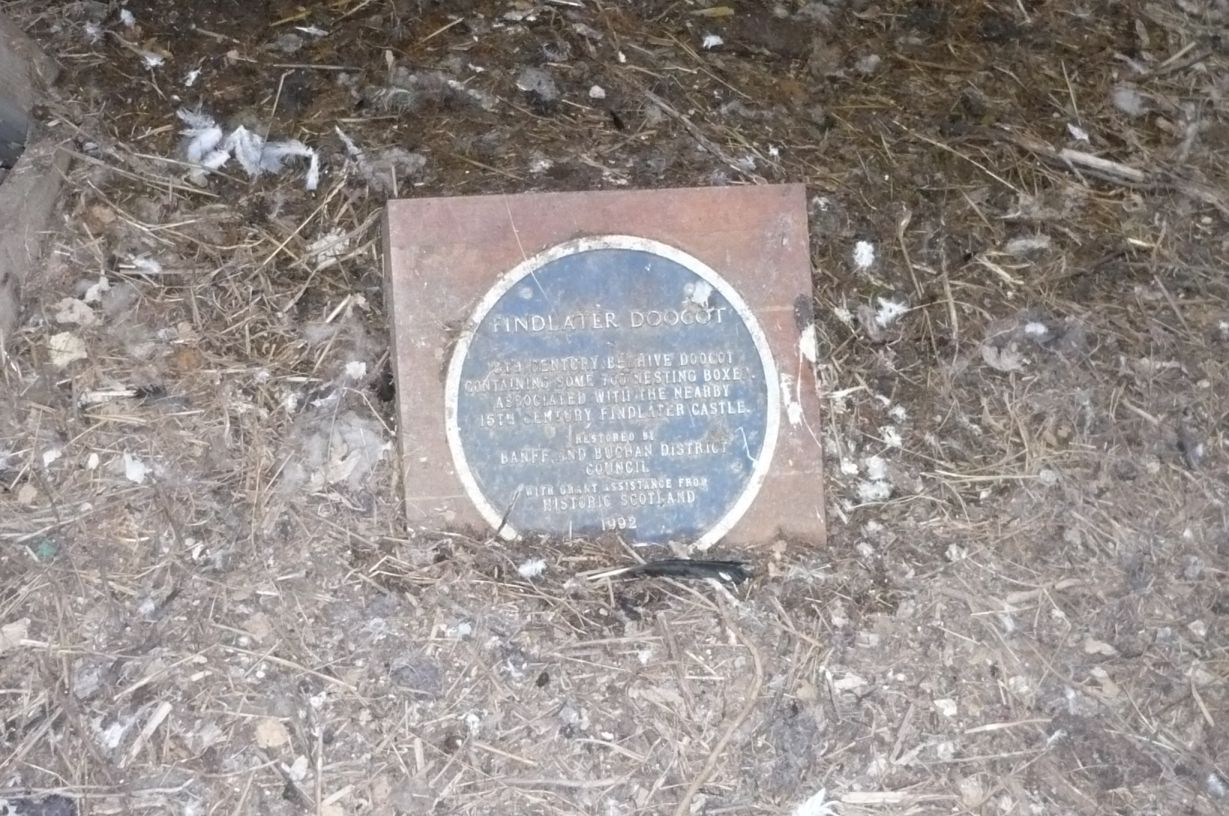 FINDLATER DOOCOT
CENTURY BEEHIVE DOOCOT
CONTAINING SOME NESTING BOXES
ASSOCIATED WITH THE NEARBY
15TH CENTURY FINDLATER CASTLE.
RESTORED BY
BANFF AND BUCHAN DISTRICT
COUNCIL
WITH GRANT ASSISTANCE FROM
HISTORIC SCOTLAND
1992